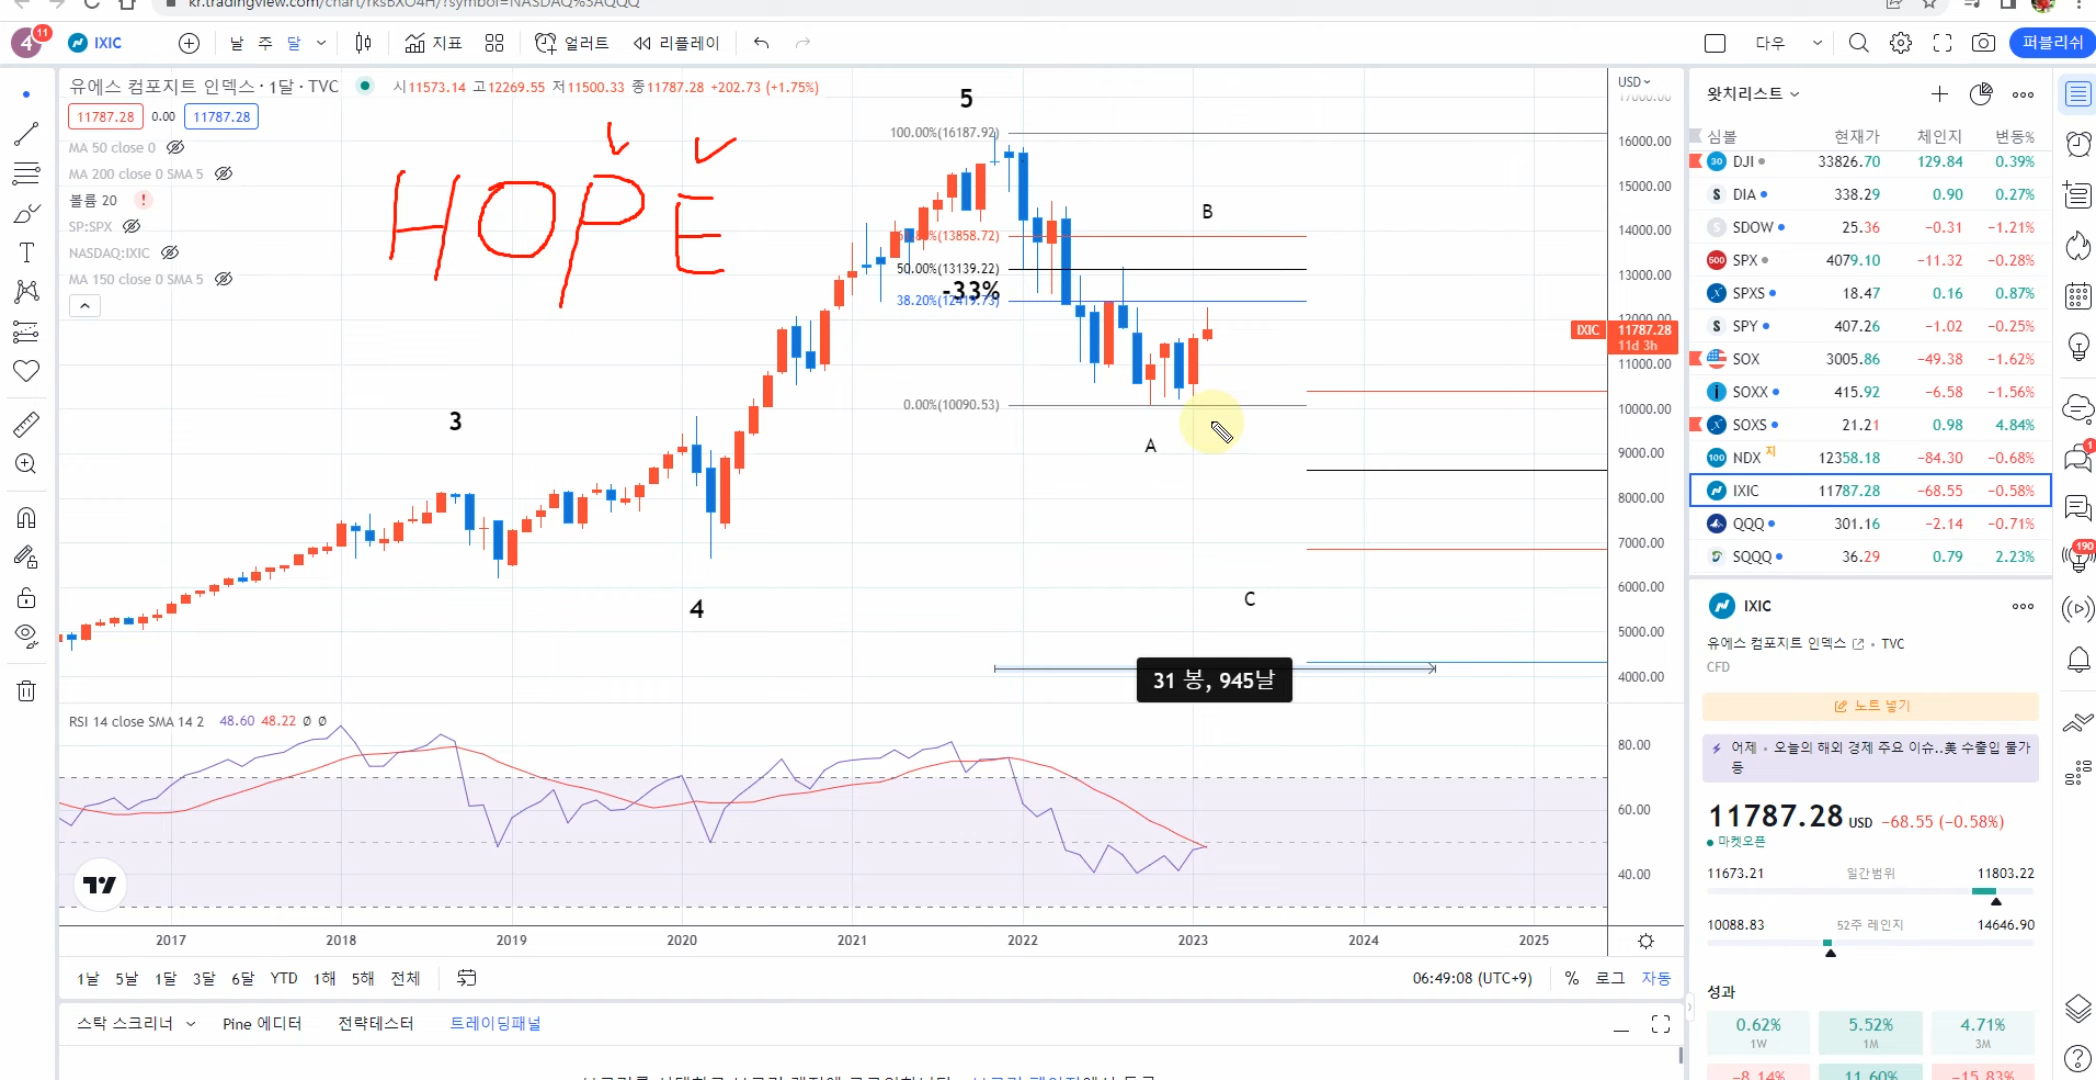 kr.tradingview.com/chart/rksBXO4H/?symbol=NASDAQ%3AQQQ
4 11 IXIC 날 주 달 지표 얼러트 리플레이 다우 퍼블리쉬
유에스 컴포지트 인덱스 · 1달 · TVC 시11573.14 고12269.55 저11500.33 종11787.28 +202.73 (+1.75%)
11787.28 0.00 11787.28
MA 50 close 0
MA 200 close 0 SMA 5
볼륨 20 !
SP:SPX
NASDAQ:IXIC
MA 150 close 0 SMA 5
HOPE
5
100.00%(16187.92)
B
(13858.72)
50.00%(13139.22)
-33%
38.20%(12419.73)
0.00%(10090.53)
A
3
4
C
31 봉, 945날
USD
17000.00
16000.00
15000.00
14000.00
13000.00
12000.00
IXIC 11787.28
11d 3h
11000.00
10000.00
9000.00
8000.00
7000.00
6000.00
5000.00
4000.00
RSI 14 close SMA 14 2 48.60 48.22 ∅ ∅
80.00
60.00
40.00
2017 2018 2019 2020 2021 2022 2023 2024 2025
1날 5날 1달 3달 6달 YTD 1해 5해 전체 06:49:08 (UTC+9) % 로그 자동
스탁 스크리너 Pine 에디터 전략테스터 트레이딩패널
왓치리스트
심볼 현재가 체인지 변동%
30 DJI 33826.70 129.84 0.39%
S DIA 338.29 0.90 0.27%
S SDOW 25.36 −0.31 −1.21%
500 SPX 4079.10 −11.32 −0.28%
SPXS 18.47 0.16 0.87%
S SPY 407.26 −1.02 −0.25%
SOX 3005.86 −49.38 −1.62%
SOXX 415.92 −6.58 −1.56%
SOXS 21.21 0.98 4.84%
100 NDX 지 12358.18 −84.30 −0.68%
IXIC 11787.28 −68.55 −0.58%
QQQ 301.16 −2.14 −0.71%
SQQQ 36.29 0.79 2.23%
IXIC
유에스 컴포지트 인덱스 · TVC
CFD
노트 넣기
어제 · 오늘의 해외 경제 주요 이슈..美 수출입 물가
등
11787.28 USD −68.55 (−0.58%)
마켓오픈
11673.21 일간범위 11803.22
10088.83 52주 레인지 14646.90
성과
0.62% 5.52% 4.71%
1W 1M 3M
−8.14% 11.60% −15.83%
1
190